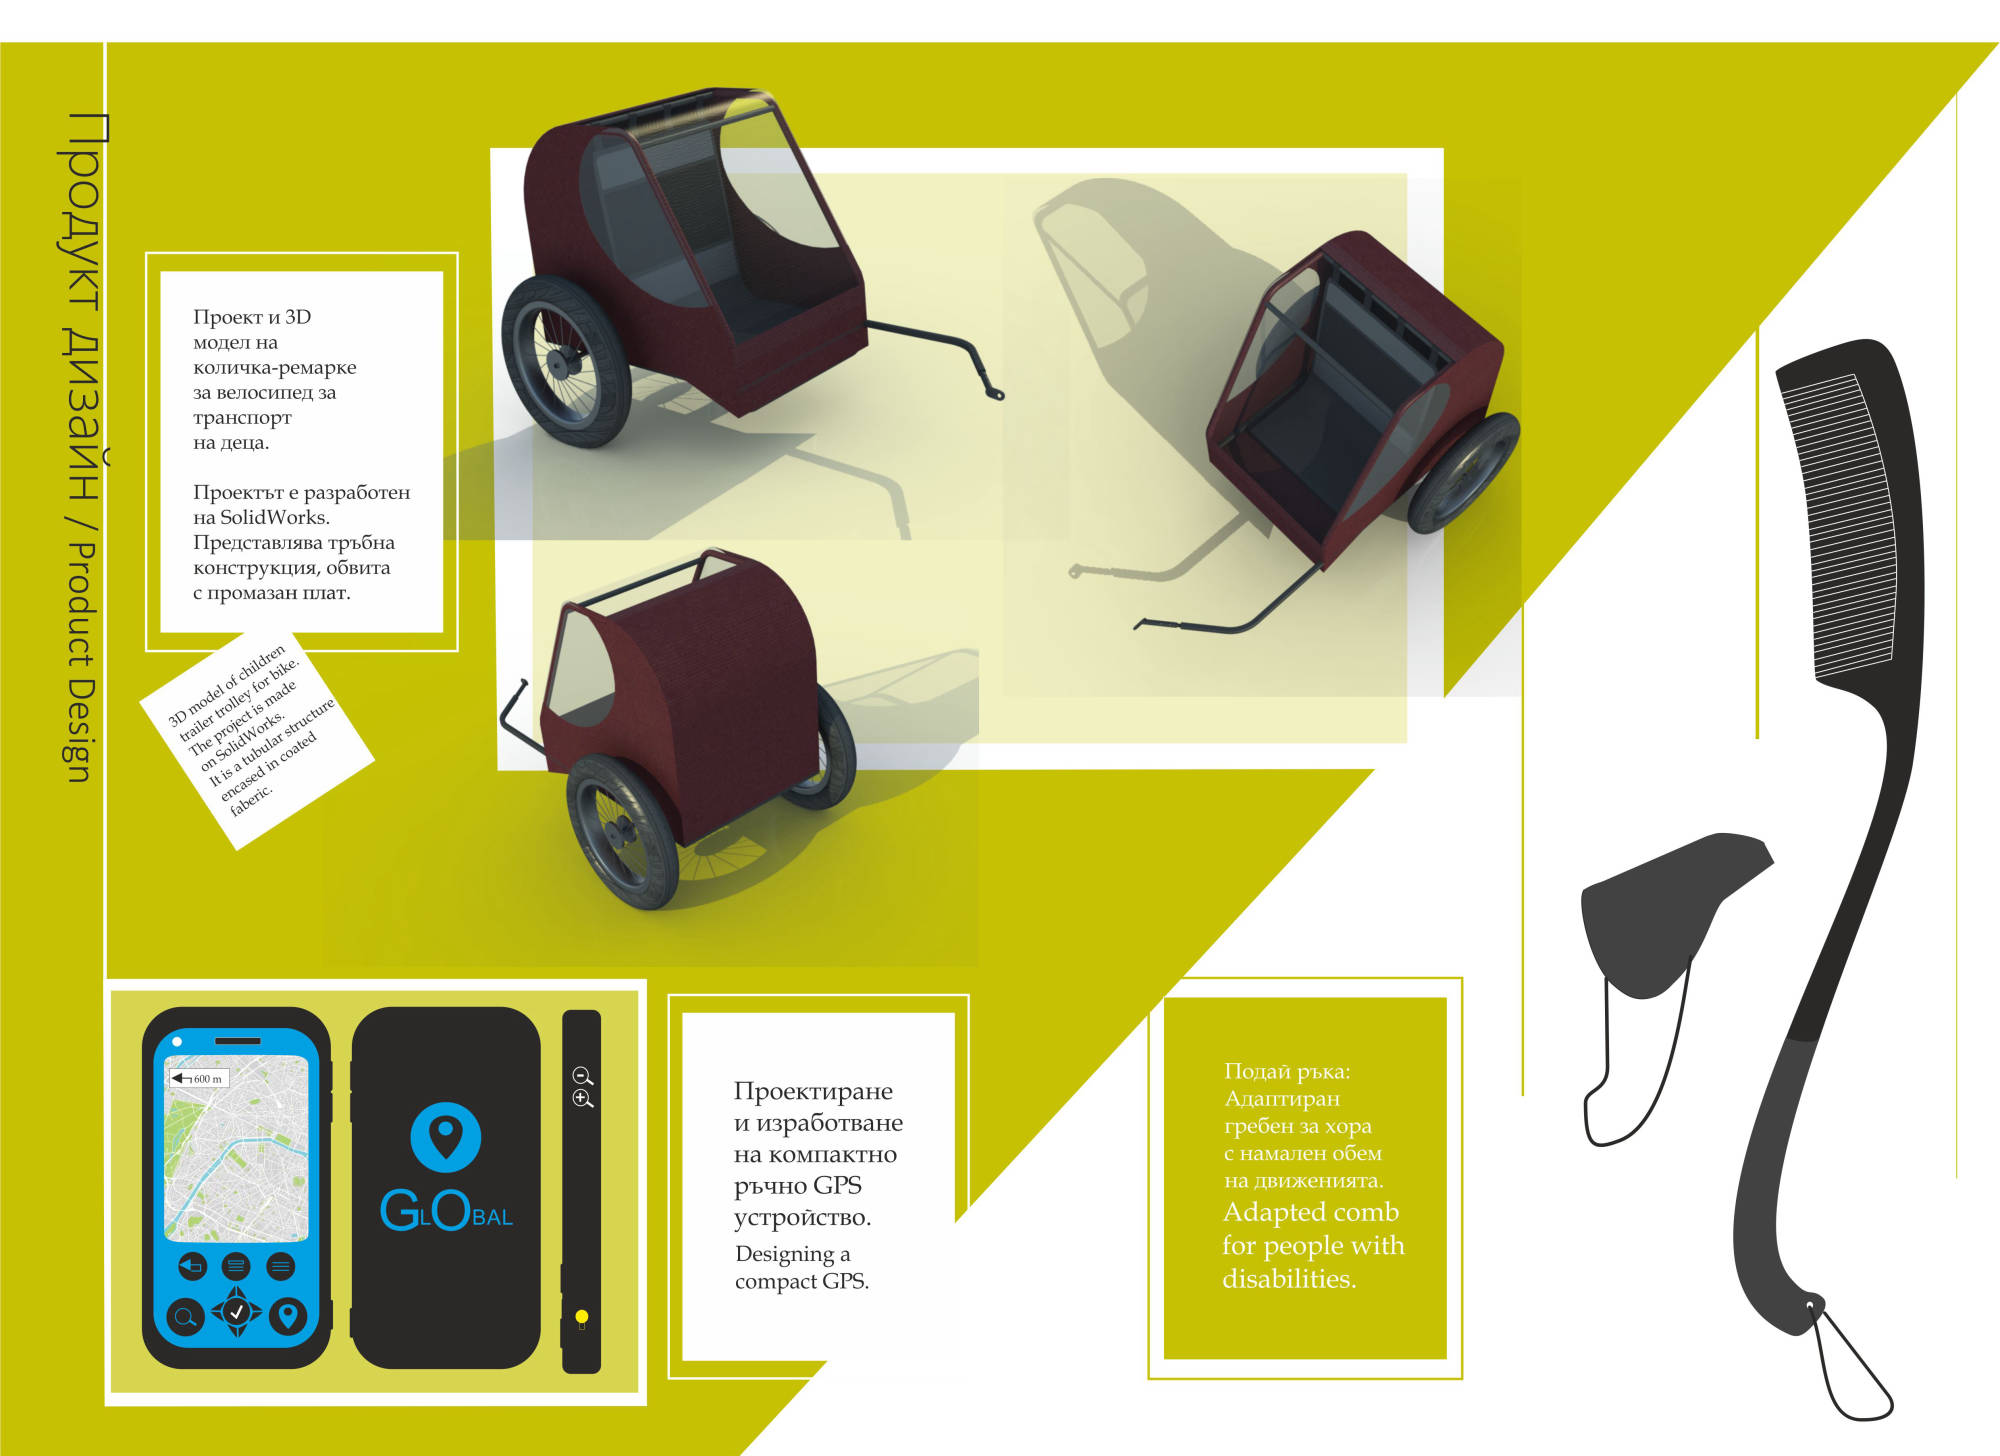 Продукт дизайн / Product Design
Проект и 3D
модел на
количка-ремарке
за велосипед за
транспорт
на деца.
Проектът е разработен
на SolidWorks.
Представлява тръбна
конструкция, обвита
с промазан плат.
3D model of children
trailer trolley for bike.
The project is made
on SolidWorks.
It is a tubular structure
encased in coated
faberic.
600 m
GLOBAL
Проектиране
и изработване
на компактно
ръчно GPS
устройство.
Designing a
compact GPS.
Подай ръка:
Адаптиран
гребен за хора
с намален обем
на движенията.
Adapted comb
for people with
disabilities.